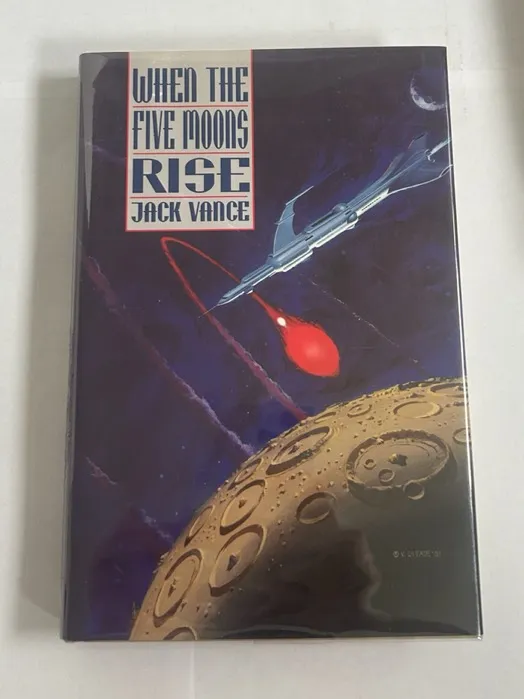 WHEN THE
FIVE MOONS
RISE
JACK VANCE